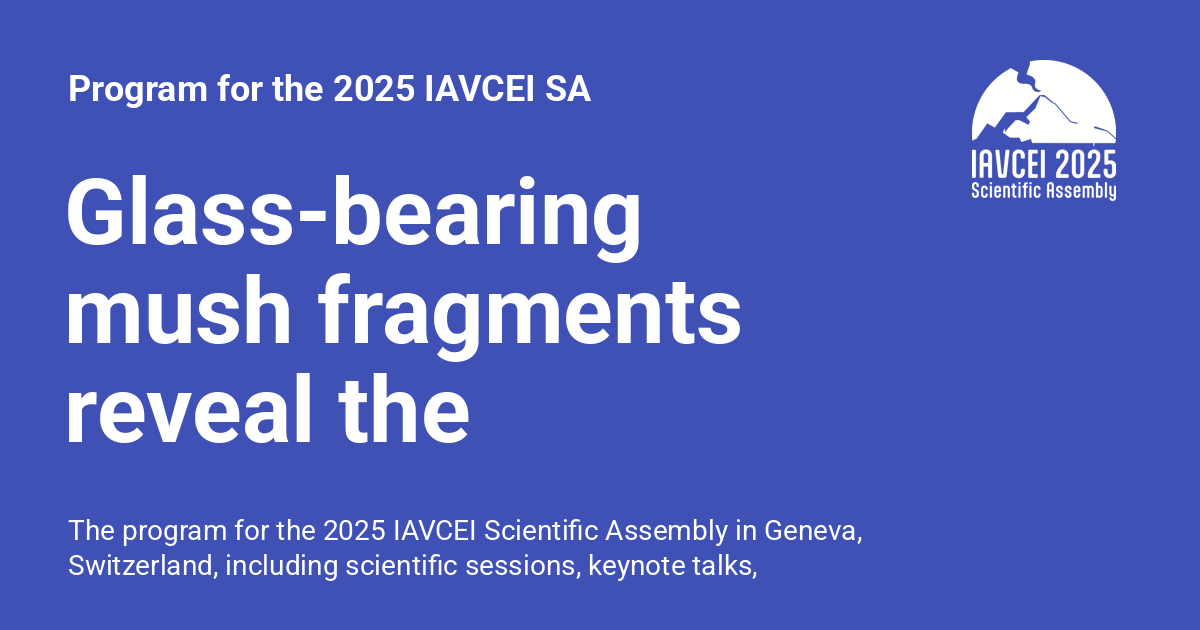 Program for the 2025 IAVCEI SA
IAVCEI 2025
Scientific Assembly
Glass-bearing
mush fragments
reveal the
The program for the 2025 IAVCEI Scientific Assembly in Geneva,
Switzerland, including scientific sessions, keynote talks,